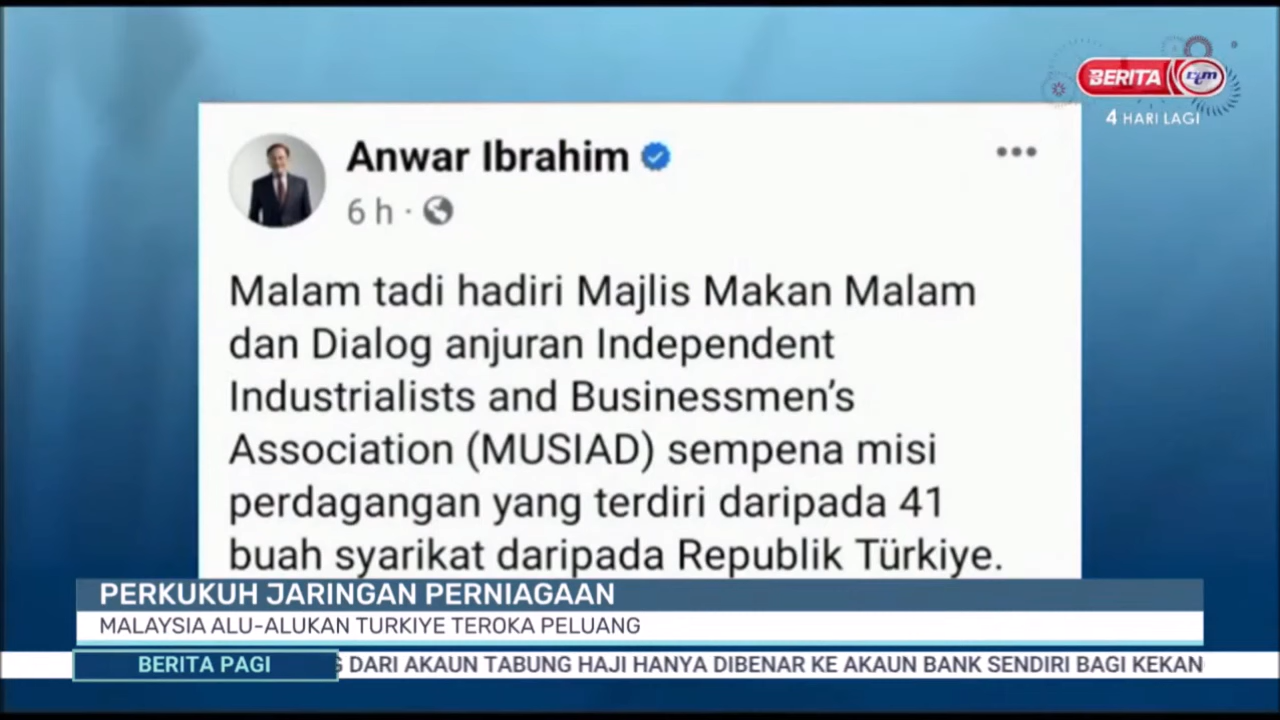 BERITA rtm
4 HARI LAGI
Anwar Ibrahim
6 h ·
Malam tadi hadiri Majlis Makan Malam
dan Dialog anjuran Independent
Industrialists and Businessmen's
Association (MUSIAD) sempena misi
perdagangan yang terdiri daripada 41
buah syarikat daripada Republik Türkiye.
PERKUKUH JARINGAN PERNIAGAAN
MALAYSIA ALU-ALUKAN TURKIYE TEROKA PELUANG
BERITA PAGI
DARI AKAUN TABUNG HAJI HANYA DIBENAR KE AKAUN BANK SENDIRI BAGI KEKAN